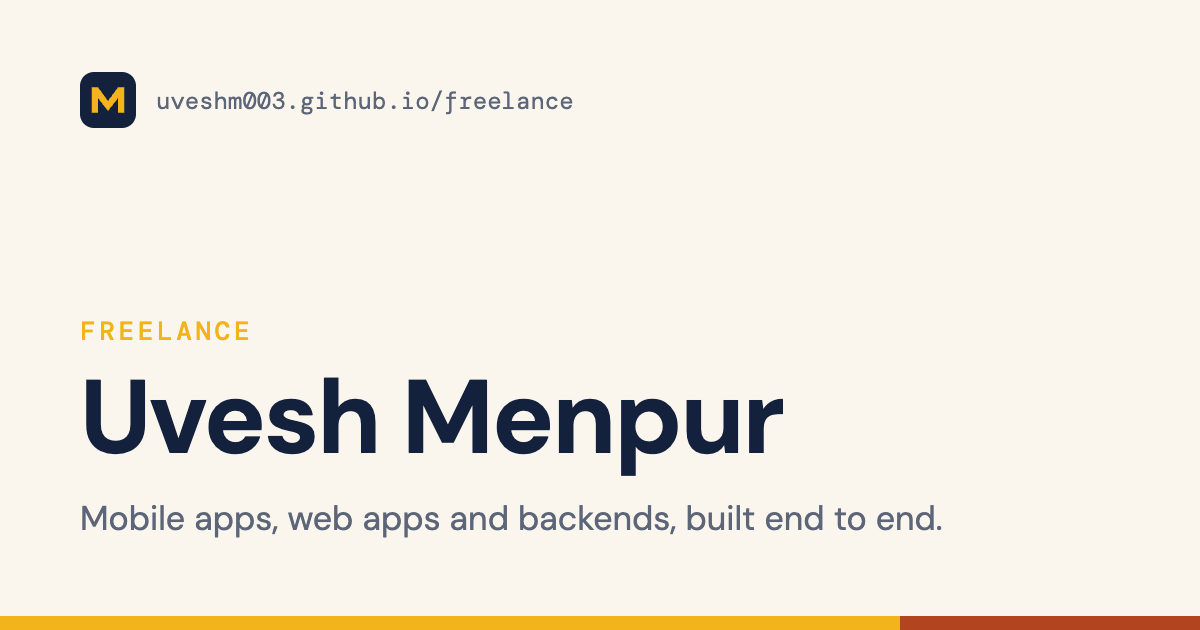 M
uveshm003.github.io/freelance
FREELANCE
Uvesh Menpur
Mobile apps, web apps and backends, built end to end.